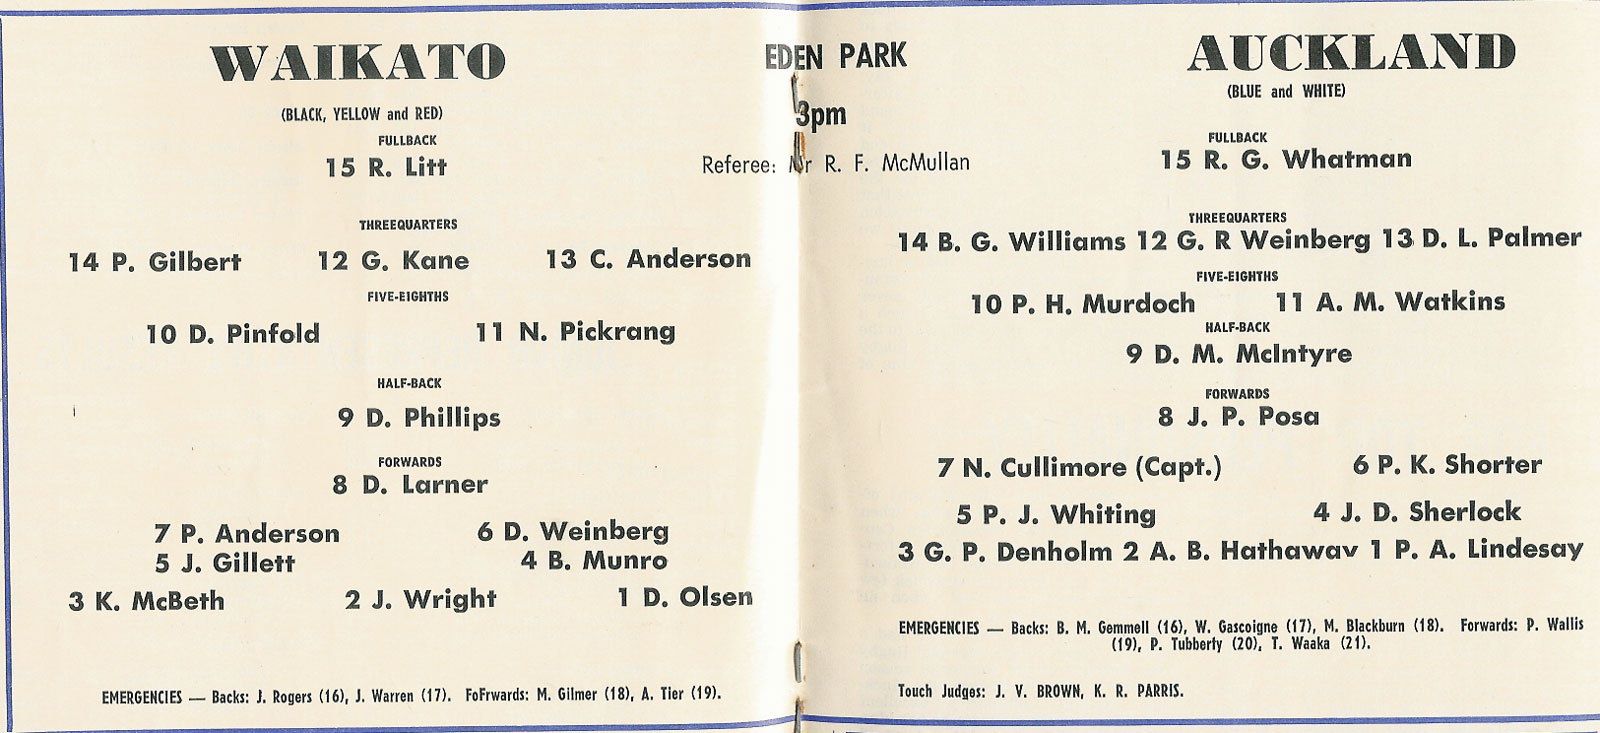 WAIKATO
(BLACK, YELLOW and RED)
FULLBACK
15 R. Litt
THREEQUARTERS
14 P. Gilbert 12 G. Kane 13 C. Anderson
FIVE-EIGHTHS
10 D. Pinfold 11 N. Pickrang
HALF-BACK
9 D. Phillips
FORWARDS
8 D. Larner
7 P. Anderson 6 D. Weinberg
5 J. Gillett 4 B. Munro
3 K. McBeth 2 J. Wright 1 D. Olsen
EMERGENCIES — Backs: J. Rogers (16), J. Warren (17). FoFrwards: M. Gilmer (18), A. Tier (19).
EDEN PARK
3pm
Referee: Mr R. F. McMullan
AUCKLAND
(BLUE and WHITE)
FULLBACK
15 R. G. Whatman
THREEQUARTERS
14 B. G. Williams 12 G. R Weinberg 13 D. L. Palmer
FIVE-EIGHTHS
10 P. H. Murdoch 11 A. M. Watkins
HALF-BACK
9 D. M. McIntyre
FORWARDS
8 J. P. Posa
7 N. Cullimore (Capt.) 6 P. K. Shorter
5 P. J. Whiting 4 J. D. Sherlock
3 G. P. Denholm 2 A. B. Hathawav 1 P. A. Lindesay
EMERGENCIES — Backs: B. M. Gemmell (16), W. Gascoigne (17), M. Blackburn (18). Forwards: P. Wallis
(19), P. Tubberty (20), T. Waaka (21).
Touch Judges: J. V. BROWN, K. R. PARRIS.